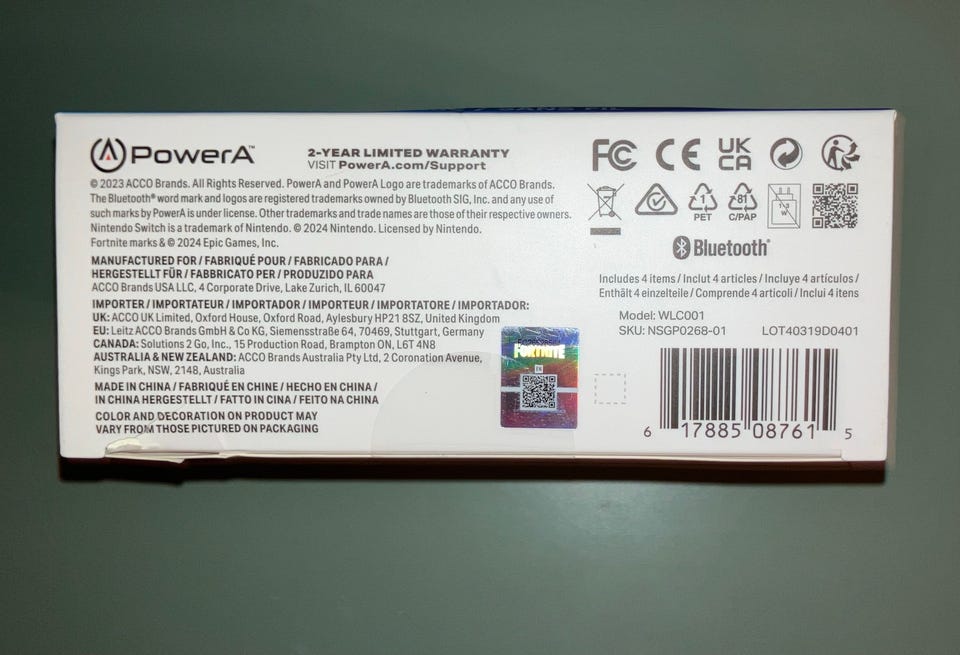 PowerA™
2-YEAR LIMITED WARRANTY
VISIT PowerA.com/Support
© 2023 ACCO Brands. All Rights Reserved. PowerA and PowerA Logo are trademarks of ACCO Brands.
The Bluetooth® word mark and logos are registered trademarks owned by Bluetooth SIG, Inc. and any use of
such marks by PowerA is under license. Other trademarks and trade names are those of their respective owners.
Nintendo Switch is a trademark of Nintendo. © 2024 Nintendo. Licensed by Nintendo.
Fortnite marks & © 2024 Epic Games, Inc.
MANUFACTURED FOR / FABRIQUÉ POUR / FABRICADO PARA /
HERGESTELLT FÜR / FABBRICATO PER / PRODUZIDO PARA
ACCO Brands USA LLC, 4 Corporate Drive, Lake Zurich, IL 60047
IMPORTER / IMPORTATEUR / IMPORTADOR / IMPORTEUR / IMPORTATORE / IMPORTADOR:
UK: ACCO UK Limited, Oxford House, Oxford Road, Aylesbury HP21 8SZ, United Kingdom
EU: Leitz ACCO Brands GmbH & Co KG, Siemensstraße 64, 70469, Stuttgart, Germany
CANADA: Solutions 2 Go, Inc., 15 Production Road, Brampton ON, L6T 4N8
AUSTRALIA & NEW ZEALAND: ACCO Brands Australia Pty Ltd, 2 Coronation Avenue,
Kings Park, NSW, 2148, Australia
MADE IN CHINA / FABRIQUÉ EN CHINE / HECHO EN CHINA /
IN CHINA HERGESTELLT / FATTO IN CINA / FEITO NA CHINA
COLOR AND DECORATION ON PRODUCT MAY
VARY FROM THOSE PICTURED ON PACKAGING
FORTNITE
EN
FC CE UK
CA
1 81
PET C/PAP
W
Bluetooth®
Includes 4 items / Inclut 4 articles / Incluye 4 artículos /
Enthält 4 einzelteile / Comprende 4 articoli / Inclui 4 itens
Model: WLC001
SKU: NSGP0268-01 LOT40319D0401
6 17885 08761 5